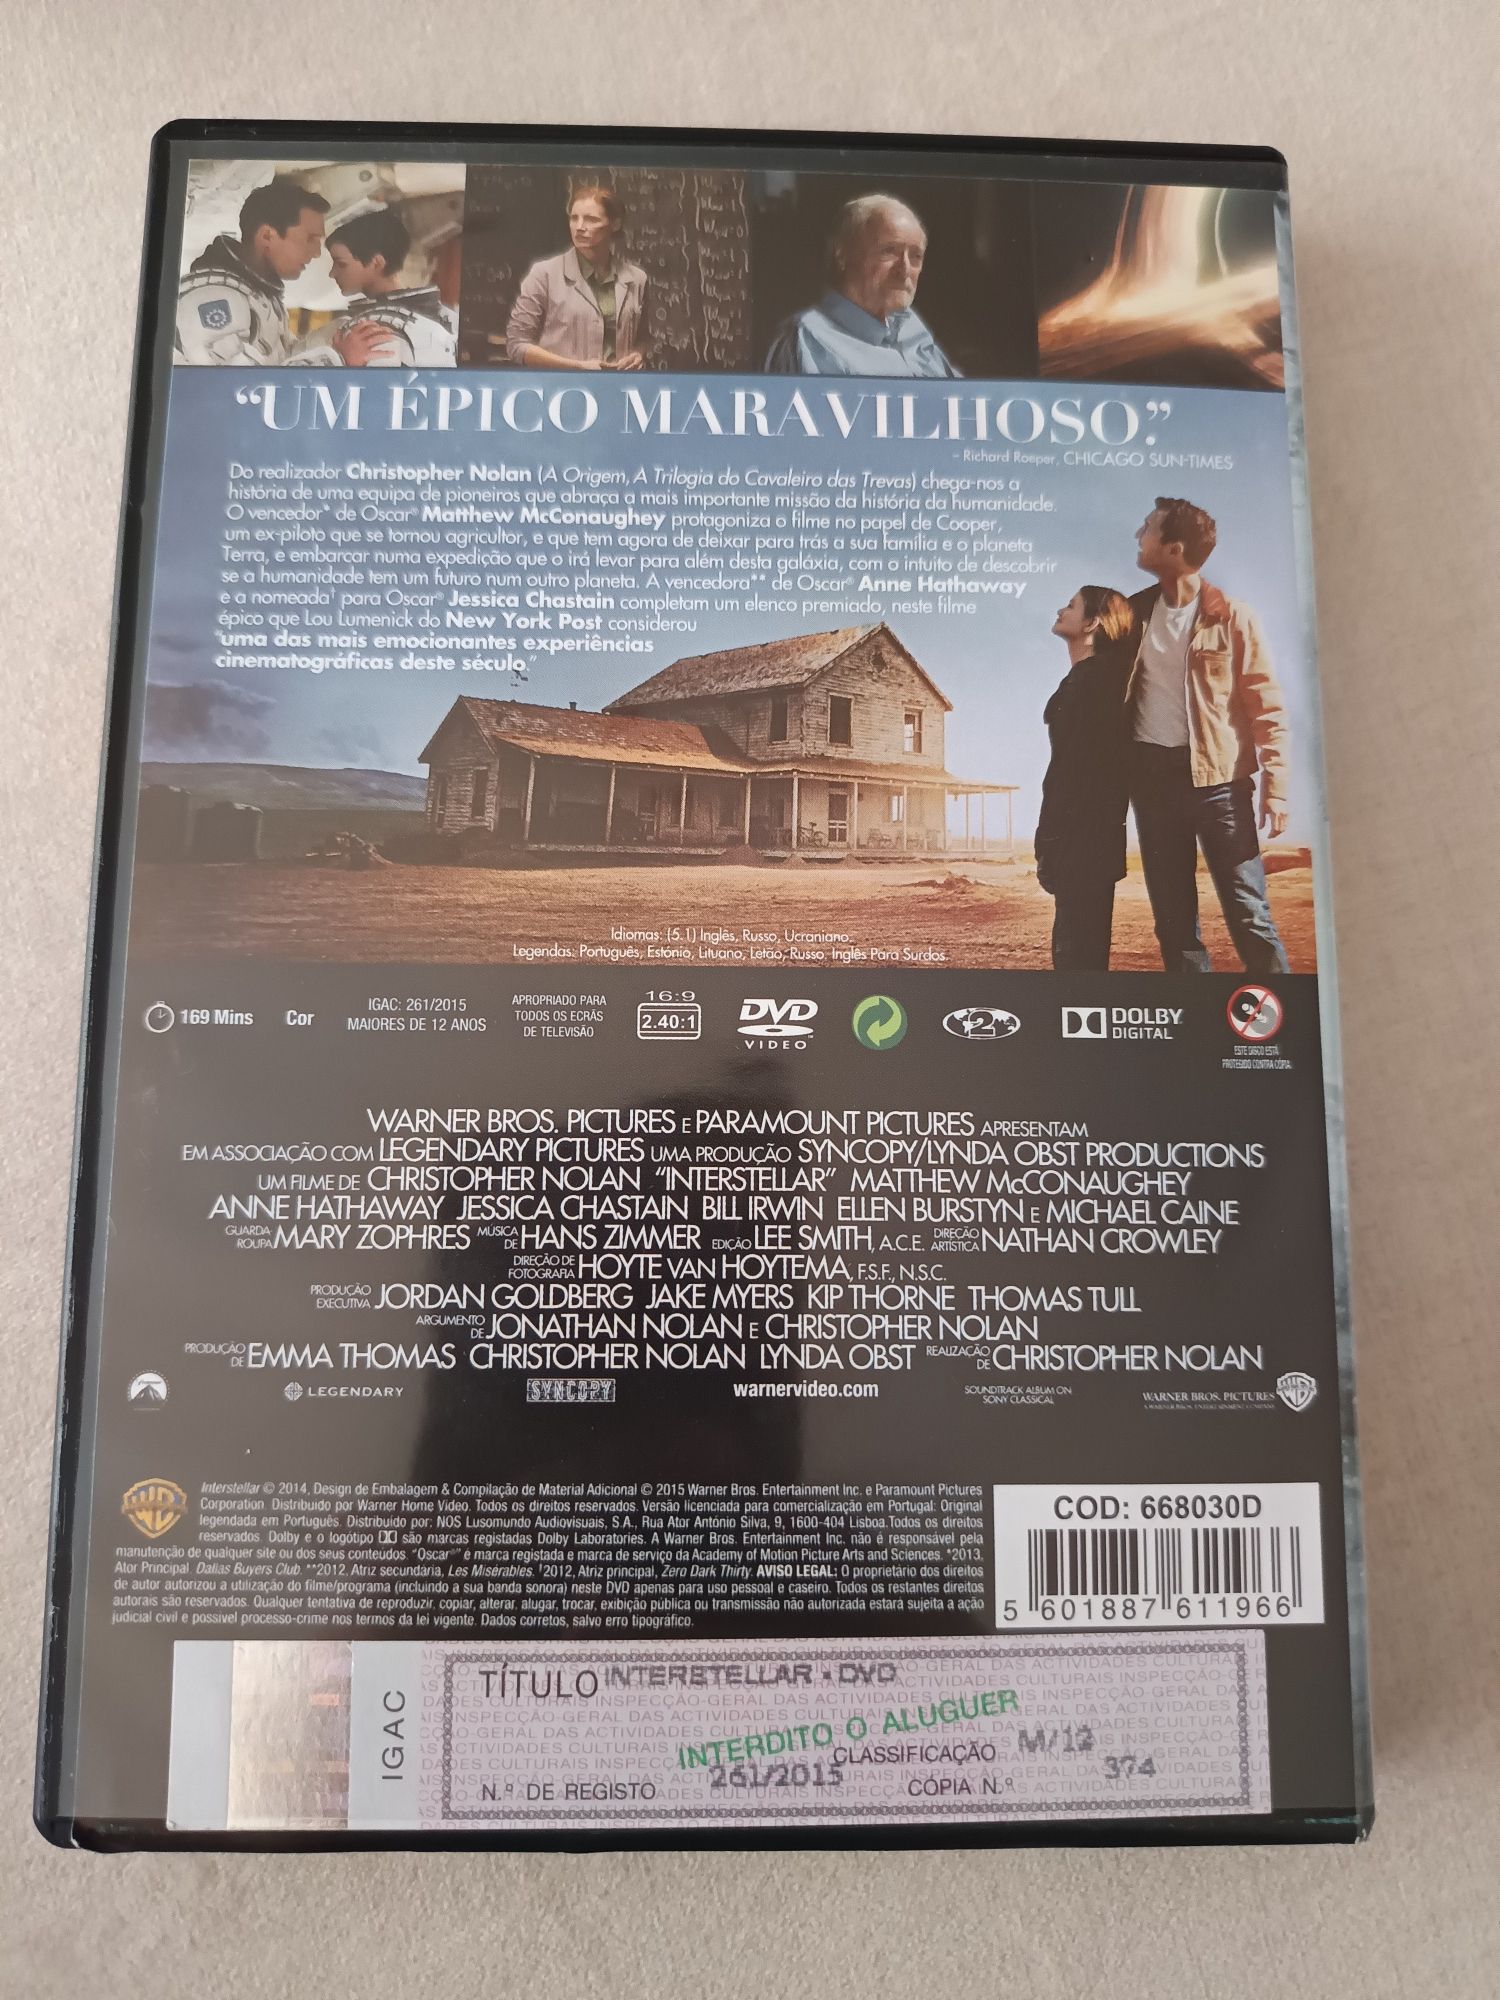 “UM ÉPICO MARAVILHOSO.”
– Richard Roeper, CHICAGO SUN-TIMES
Do realizador Christopher Nolan (A Origem, A Trilogia do Cavaleiro das Trevas) chega-nos a
história de uma equipa de pioneiros que abraça a mais importante missão da história da humanidade.
O vencedor* de Oscar® Matthew McConaughey protagoniza o filme no papel de Cooper,
um ex-piloto que se tornou agricultor, e que tem agora de deixar para trás a sua família e o planeta
Terra, e embarcar numa expedição que o irá levar para além desta galáxia, com o intuito de descobrir
se a humanidade tem um futuro num outro planeta. A vencedora** de Oscar® Anne Hathaway
e a nomeada† para Oscar® Jessica Chastain completam um elenco premiado, neste filme
épico que Lou Lumenick do New York Post considerou
“uma das mais emocionantes experiências
cinematográficas deste século.”
Idiomas: (5.1) Inglês, Russo, Ucraniano.
Legendas: Português, Estónio, Lituano, Letão, Russo, Inglês Para Surdos.
169 Mins
Cor
IGAC: 261/2015
MAIORES DE 12 ANOS
APROPRIADO PARA
TODOS OS ECRÃS
DE TELEVISÃO
16:9
2.40:1
DVD
VIDEO™
2
DOLBY
DIGITAL
ESTE DISCO ESTÁ
PROTEGIDO CONTRA CÓPIA.
WARNER BROS. PICTURES E PARAMOUNT PICTURES APRESENTAM
EM ASSOCIAÇÃO COM LEGENDARY PICTURES UMA PRODUÇÃO SYNCOPY/LYNDA OBST PRODUCTIONS
UM FILME DE CHRISTOPHER NOLAN “INTERSTELLAR” MATTHEW McCONAUGHEY
ANNE HATHAWAY JESSICA CHASTAIN BILL IRWIN ELLEN BURSTYN E MICHAEL CAINE
GUARDA ROUPA MARY ZOPHRES MÚSICA DE HANS ZIMMER EDIÇÃO LEE SMITH, A.C.E. DIREÇÃO ARTÍSTICA NATHAN CROWLEY
DIREÇÃO DE FOTOGRAFIA HOYTE VAN HOYTEMA, F.S.F., N.S.C.
PRODUÇÃO EXECUTIVA JORDAN GOLDBERG JAKE MYERS KIP THORNE THOMAS TULL
ARGUMENTO DE JONATHAN NOLAN E CHRISTOPHER NOLAN
PRODUÇÃO DE EMMA THOMAS CHRISTOPHER NOLAN LYNDA OBST REALIZAÇÃO DE CHRISTOPHER NOLAN
LEGENDARY
SYNCOPY
warnervideo.com
SOUNDTRACK ALBUM ON
SONY CLASSICAL
WARNER BROS. PICTURES
Interstellar © 2014, Design de Embalagem & Compilação de Material Adicional © 2015 Warner Bros. Entertainment Inc. e Paramount Pictures
Corporation. Distribuido por Warner Home Video. Todos os direitos reservados. Versão licenciada para comercialização em Portugal: Original
legendada em Português. Distribuído por: NOS Lusomundo Audiovisuais, S.A., Rua Ator António Silva, 9, 1600-404 Lisboa.Todos os direitos
reservados. Dolby e o logótipo são marcas registadas Dolby Laboratories. A Warner Bros. Entertainment Inc. não é responsável pela
manutenção de qualquer site ou dos seus conteúdos. “Oscar®” é marca registada e marca de serviço da Academy of Motion Picture Arts and Sciences. *2013,
Ator Principal. Dallas Buyers Club. **2012, Atriz secundária, Les Misérables. †2012, Atriz principal, Zero Dark Thirty. AVISO LEGAL: O proprietário dos direitos
de autor autorizou a utilização do filme/programa (incluindo a sua banda sonora) neste DVD apenas para uso pessoal e caseiro. Todos os restantes direitos
autorais são reservados. Qualquer tentativa de reproduzir, copiar, alterar, alugar, trocar, exibição pública ou transmissão não autorizada estará sujeita a ação
judicial civil e possível processo-crime nos termos da lei vigente. Dados corretos, salvo erro tipográfico.
COD: 668030D
5 601887 611966
IGAC
TÍTULO INTERSTELLAR - DVD
INTERDITO O ALUGUER
CLASSIFICAÇÃO M/12
N.º DE REGISTO 261/2015 CÓPIA N.º 374